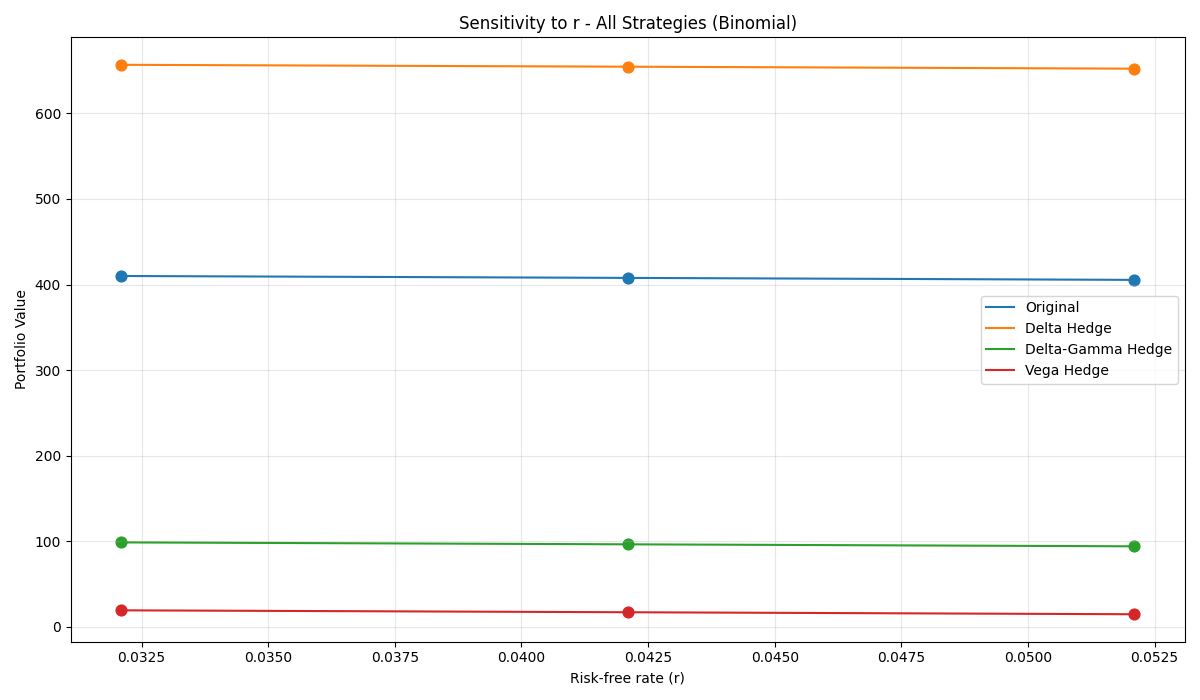 Sensitivity to r - All Strategies (Binomial)
Portfolio Value
600
500
400
300
200
100
0
Original
Delta Hedge
Delta-Gamma Hedge
Vega Hedge
0.0325 0.0350 0.0375 0.0400 0.0425 0.0450 0.0475 0.0500 0.0525
Risk-free rate (r)